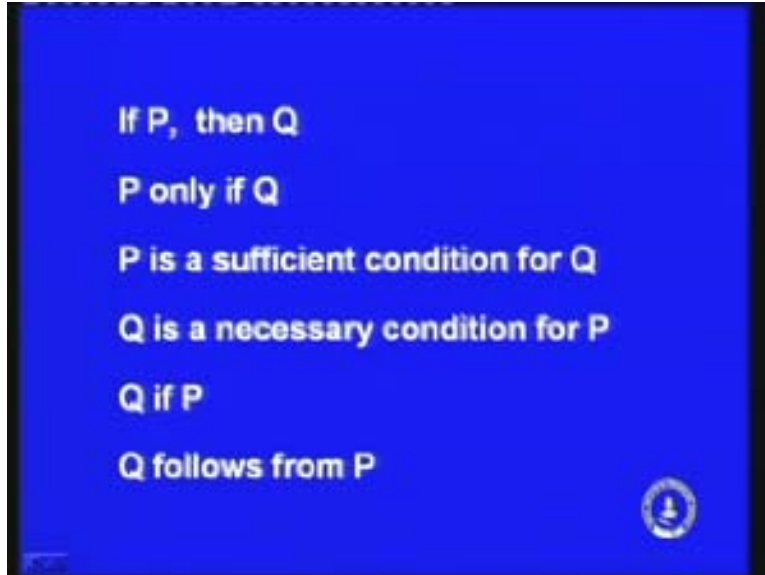 If P, then Q
P only if Q
P is a sufficient condition for Q
Q is a necessary condition for P
Q if P
Q follows from P